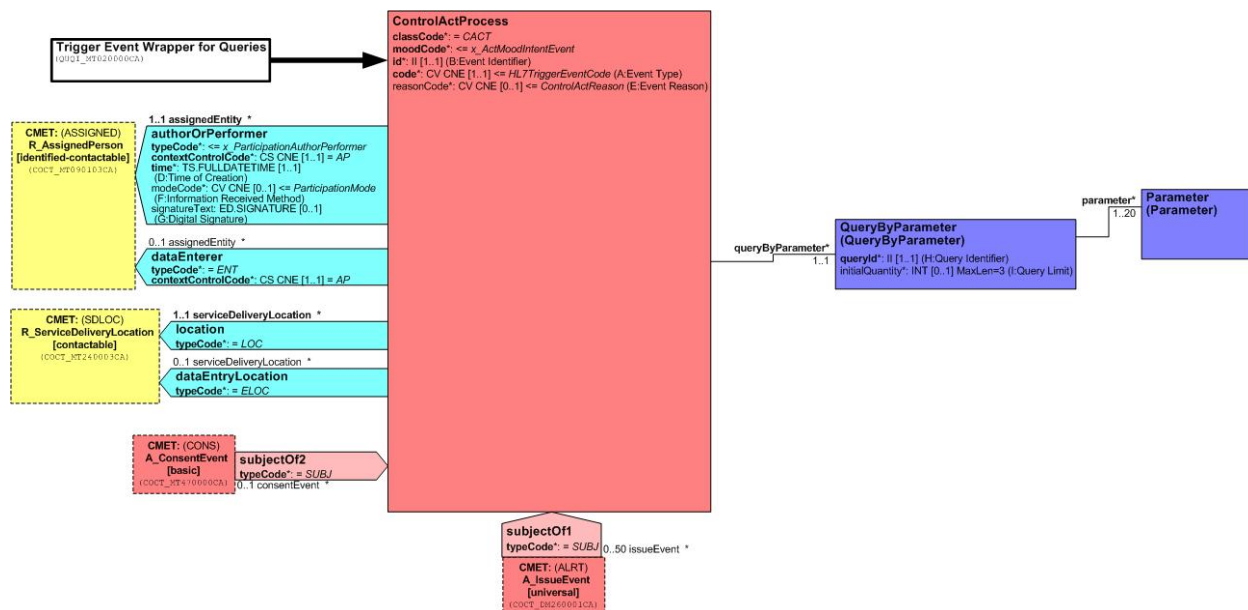 Trigger Event Wrapper for Queries
(QUQI_MT020000CA)
ControlActProcess
classCode*: = CACT
moodCode*: <= x_ActMoodIntentEvent
id*: II [1..1] (B:Event Identifier)
code*: CV CNE [1..1] <= HL7TriggerEventCode (A:Event Type)
reasonCode*: CV CNE [0..1] <= ControlActReason (E:Event Reason)
1..1 assignedEntity *
authorOrPerformer
typeCode*: <= x_ParticipationAuthorPerformer
contextControlCode*: CS CNE [1..1] = AP
time*: TS.FULLDATETIME [1..1]
(D:Time of Creation)
modeCode*: CV CNE [0..1] <= ParticipationMode
(F:Information Received Method)
signatureText: ED.SIGNATURE [0..1]
(G:Digital Signature)
CMET: (ASSIGNED)
R_AssignedPerson
[identified-contactable]
(COCT_MT090103CA)
0..1 assignedEntity *
dataEnterer
typeCode*: = ENT
contextControlCode*: CS CNE [1..1] = AP
1..1 serviceDeliveryLocation *
location
typeCode*: = LOC
CMET: (SDLOC)
R_ServiceDeliveryLocation
[contactable]
(COCT_MT240003CA)
0..1 serviceDeliveryLocation *
dataEntryLocation
typeCode*: = ELOC
CMET: (CONS)
A_ConsentEvent
[basic]
(COCT_MT470000CA)
subjectOf2
typeCode*: = SUBJ
0..1 consentEvent *
subjectOf1
typeCode*: = SUBJ
0..50 issueEvent *
CMET: (ALRT)
A_IssueEvent
[universal]
(COCT_DM260001CA)
queryByParameter*
1..1
QueryByParameter
(QueryByParameter)
queryId*: II [1..1] (H:Query Identifier)
initialQuantity*: INT [0..1] MaxLen=3 (I:Query Limit)
parameter*
1..20
Parameter
(Parameter)